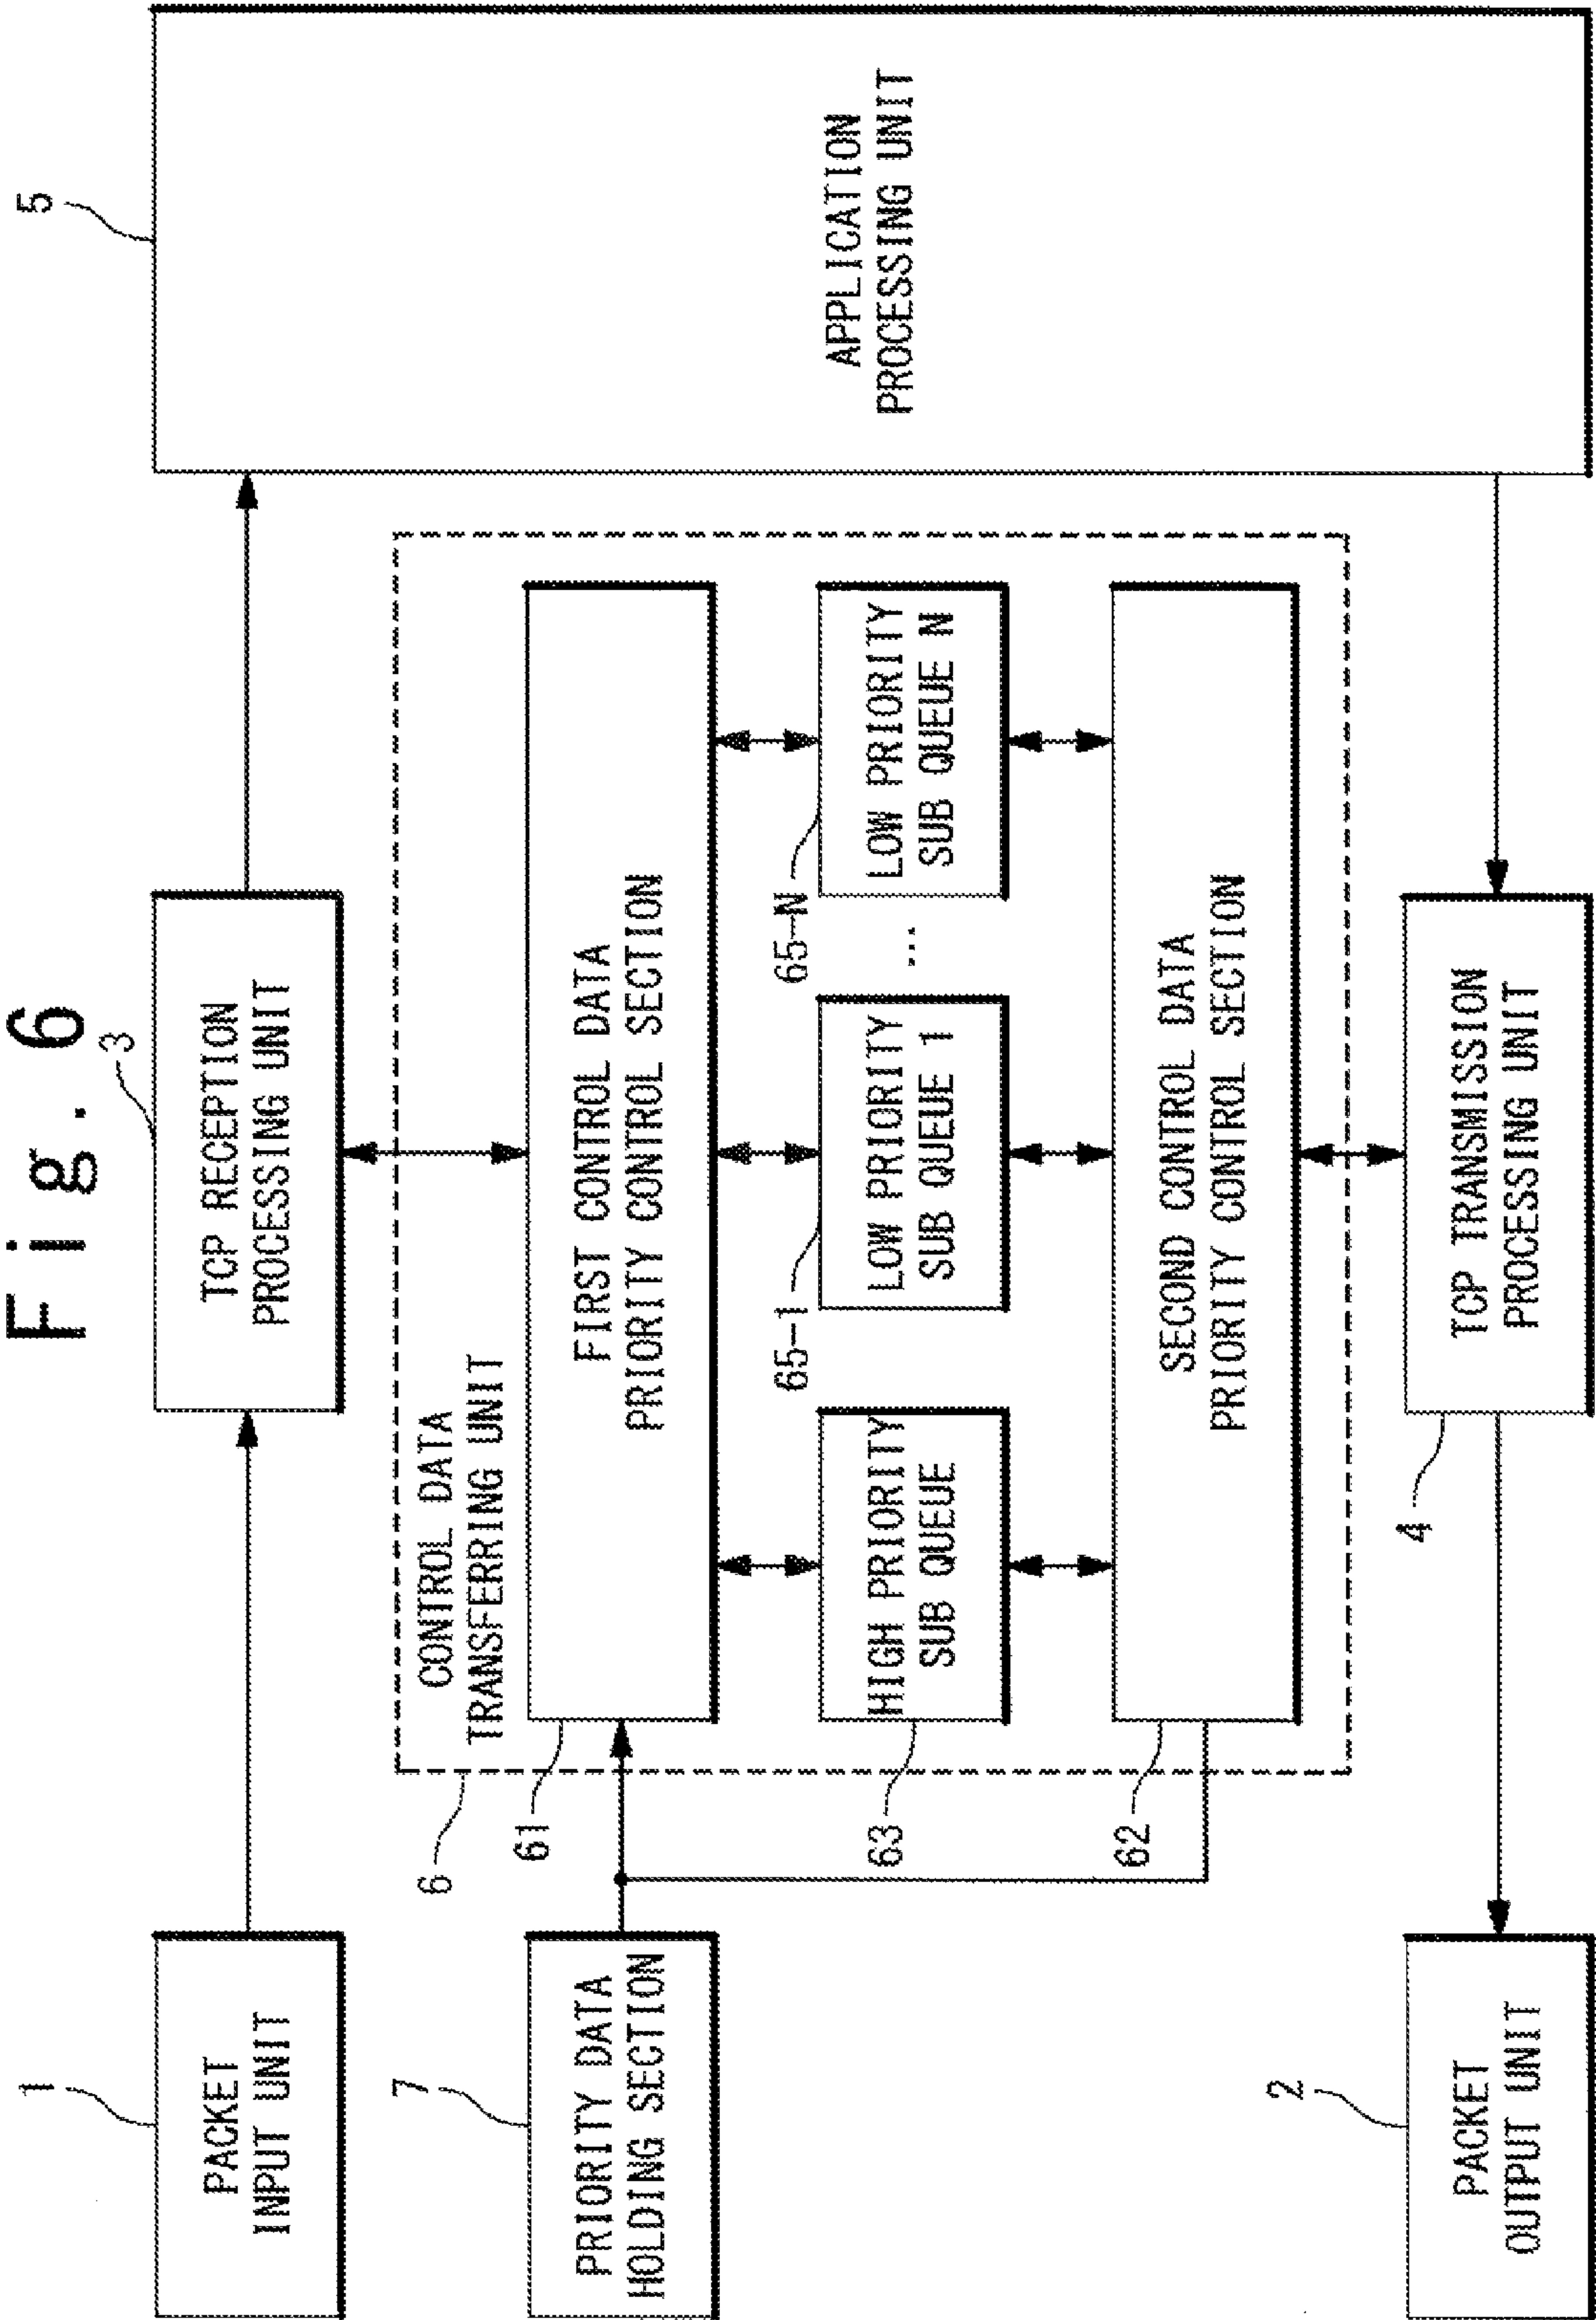 Fig. 6
1
PACKET
INPUT UNIT
3
TCP RECEPTION
PROCESSING UNIT
5
APPLICATION
PROCESSING UNIT
7
PRIORITY DATA
HOLDING SECTION
6
CONTROL DATA
TRANSFERRING UNIT
61
FIRST CONTROL DATA
PRIORITY CONTROL SECTION
63
HIGH PRIORITY
SUB QUEUE
65-1
LOW PRIORITY
SUB QUEUE 1
...
65-N
LOW PRIORITY
SUB QUEUE N
62
SECOND CONTROL DATA
PRIORITY CONTROL SECTION
2
PACKET
OUTPUT UNIT
4
TCP TRANSMISSION
PROCESSING UNIT